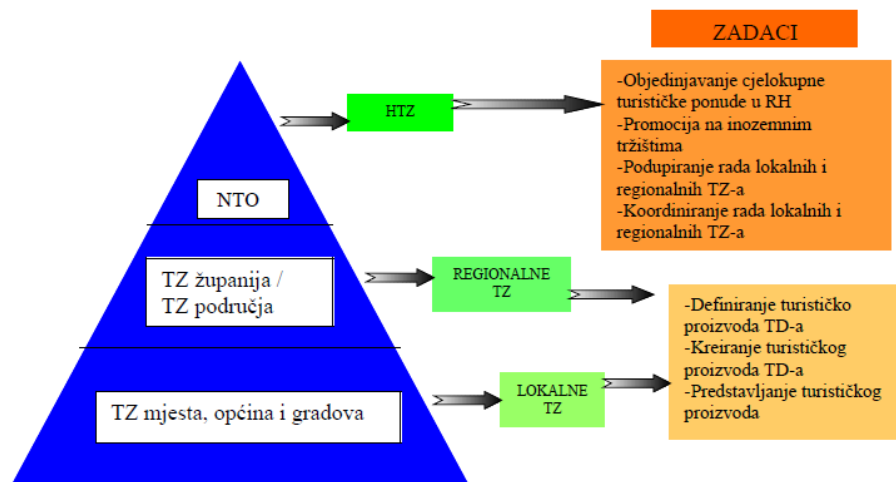 ZADACI
HTZ
-Objedinjavanje cjelokupne
turističke ponude u RH
-Promocija na inozemnim
tržištima
-Podupiranje rada lokalnih i
regionalnih TZ-a
-Koordiniranje rada lokalnih i
regionalnih TZ-a
NTO
TZ županija /
TZ područja
REGIONALNE
TZ
-Definiranje turističko
proizvoda TD-a
-Kreiranje turističkog
proizvoda TD-a
-Predstavljanje turističkog
proizvoda
TZ mjesta, općina i gradova
LOKALNE
TZ